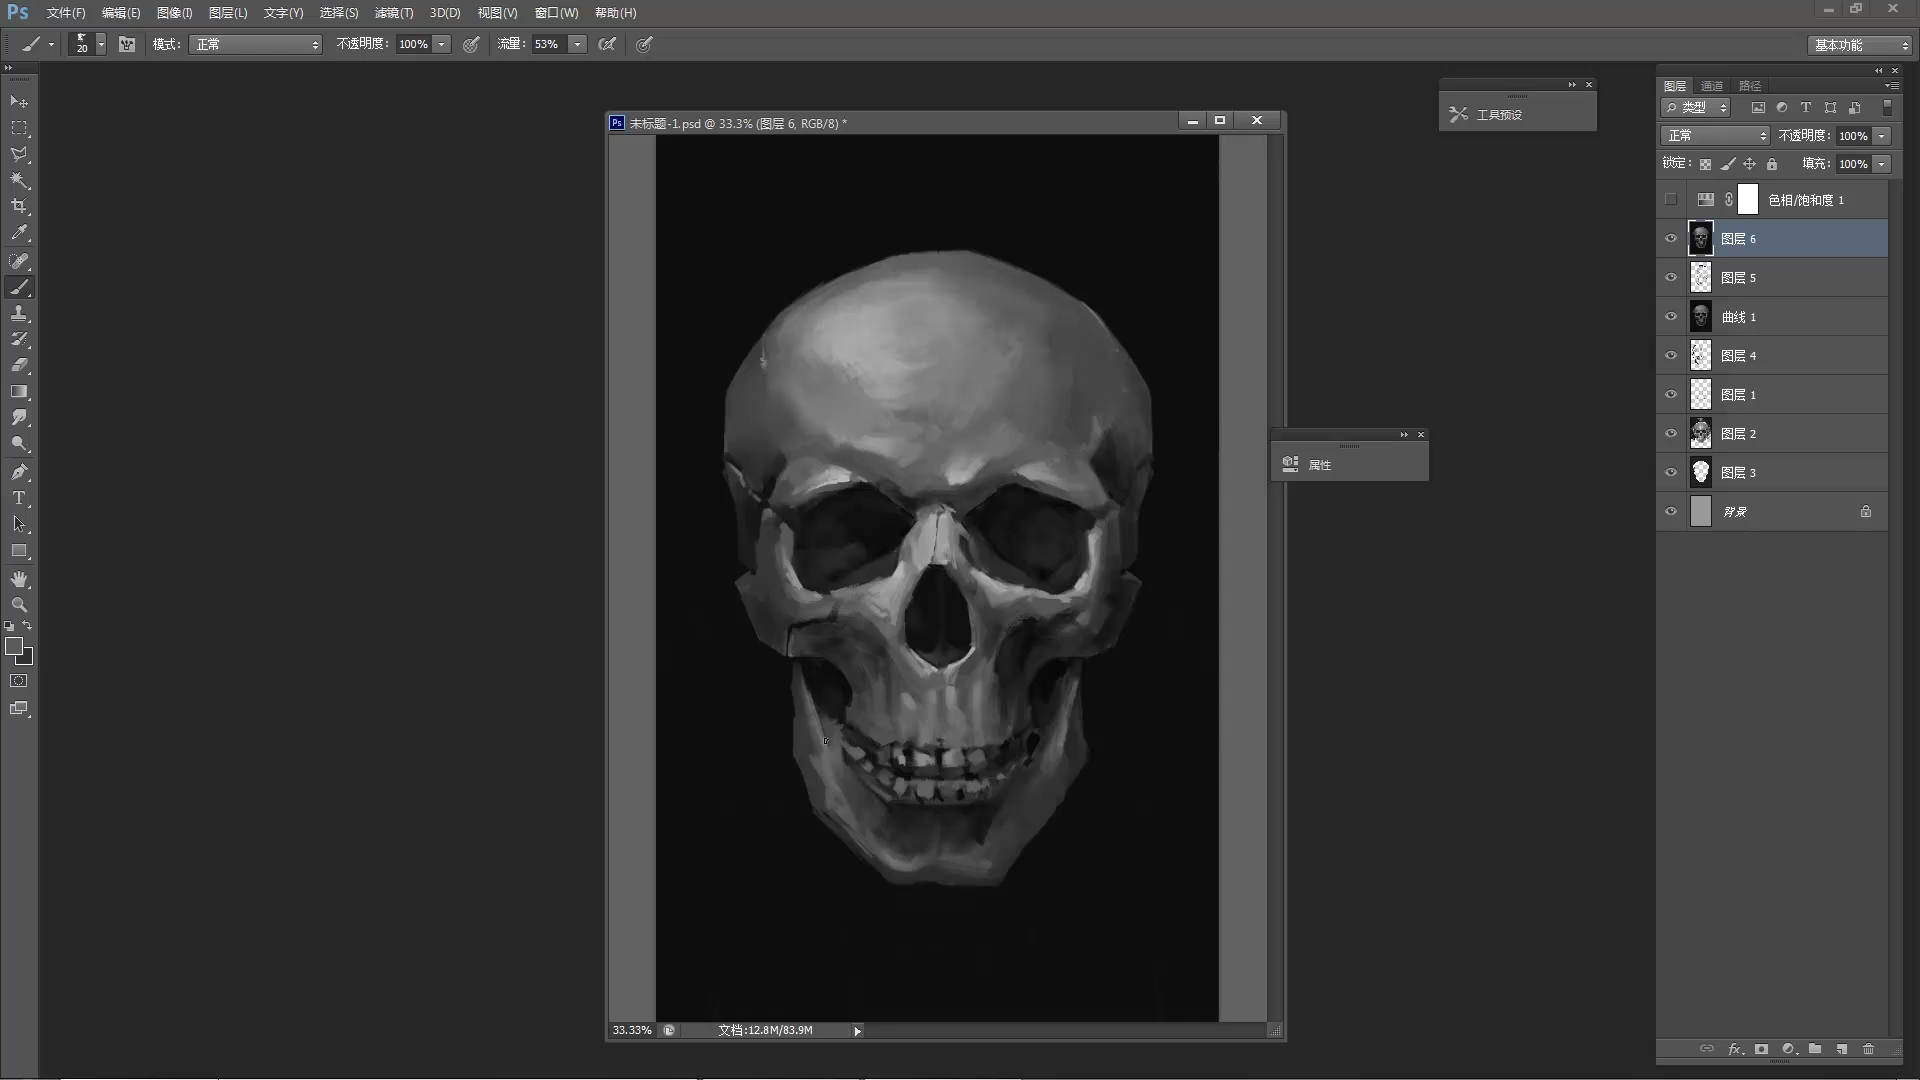 Ps 文件(F) 编辑(E) 图像(I) 图层(L) 文字(Y) 选择(S) 滤镜(T) 3D(D) 视图(V) 窗口(W) 帮助(H)
20 模式: 正常 不透明度: 100% 流量: 53% 基本功能
图层 通道 路径
类型
正常 不透明度: 100%
锁定: 填充: 100%
色相/饱和度 1
图层 6
图层 5
曲线 1
图层 4
图层 1
图层 2
图层 3
背景
fx
工具预设
Ps 未标题-1.psd @ 33.3% (图层 6, RGB/8) *
属性
33.33% 文档:12.8M/83.9M